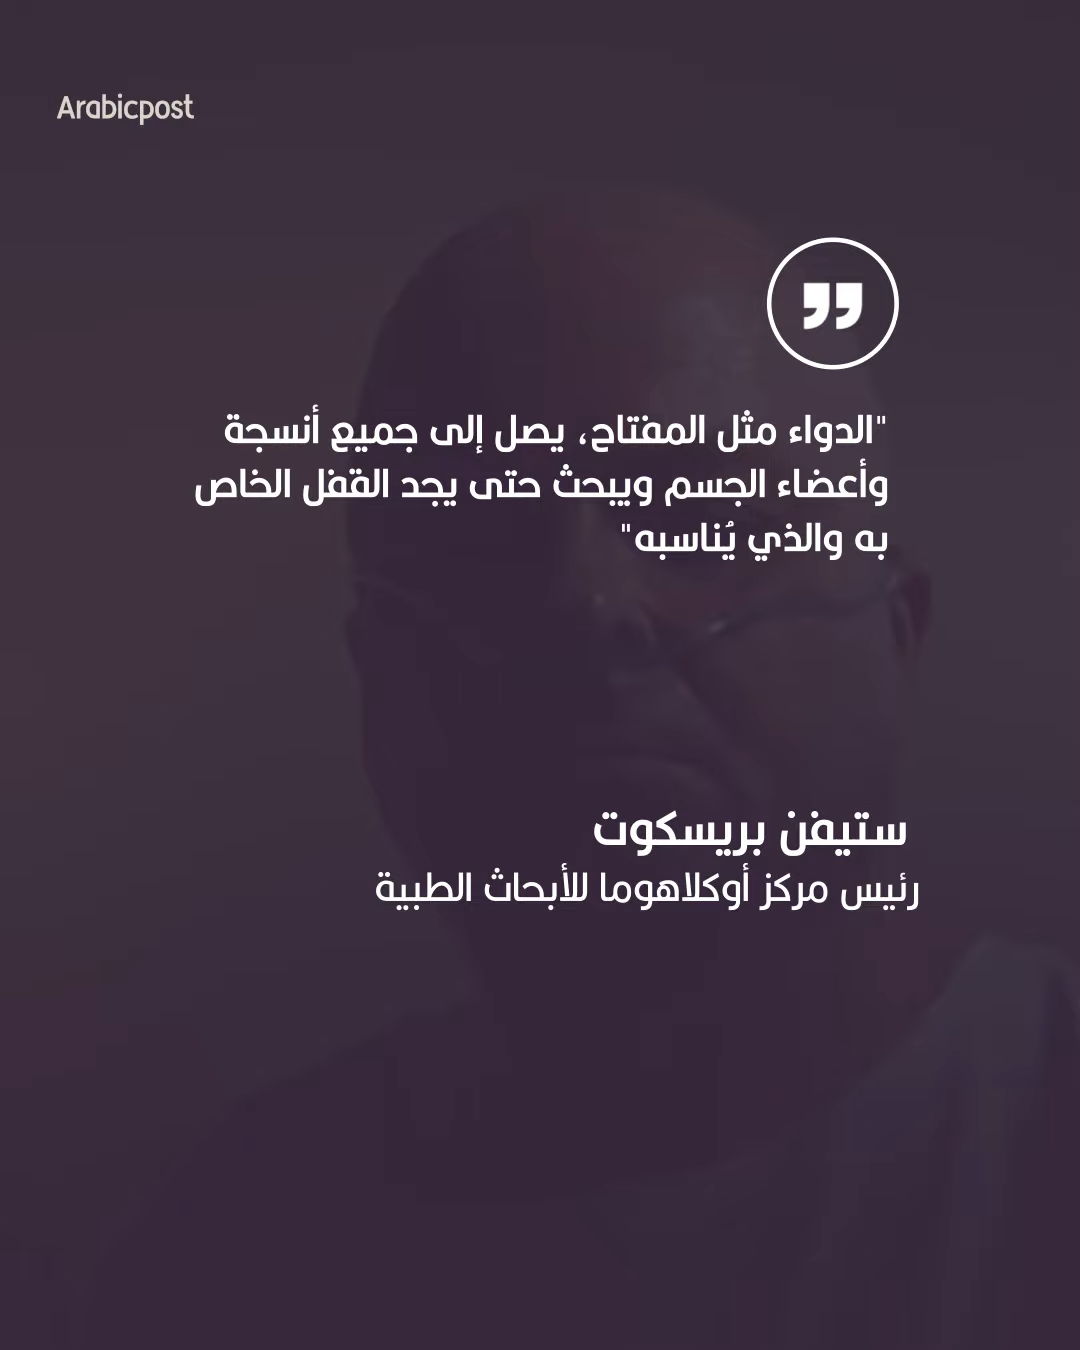 Arabicpost
"الدواء مثل المفتاح، يصل إلى جميع أنسجة
وأعضاء الجسم ويبحث حتى يجد القفل الخاص
به والذي يُناسبه"
ستيفن بريسكوت
رئيس مركز أوكلاهوما للأبحاث الطبية